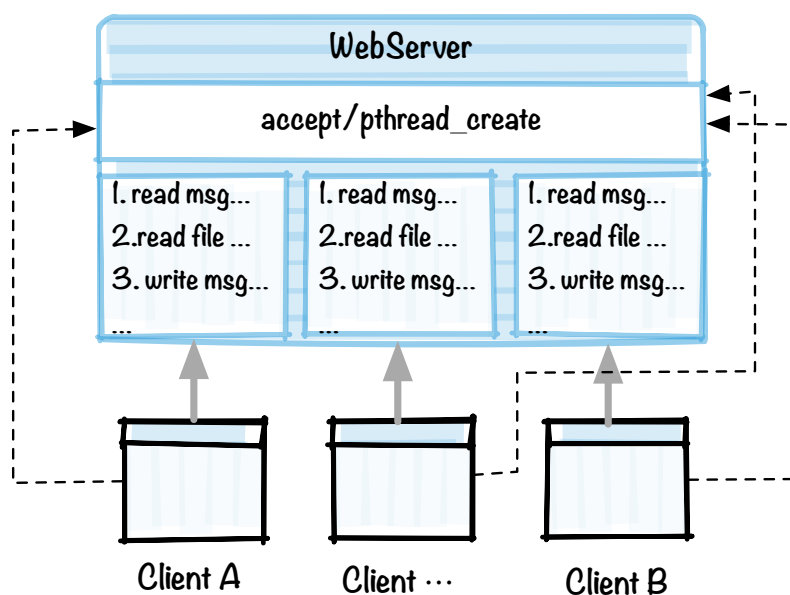 WebServer
accept/pthread_create
1. read msg...
2.read file ...
3. write msg...
...
1. read msg...
2.read file ...
3. write msg...
...
1. read msg...
2.read file ...
3. write msg...
...
Client A
Client ...
Client B